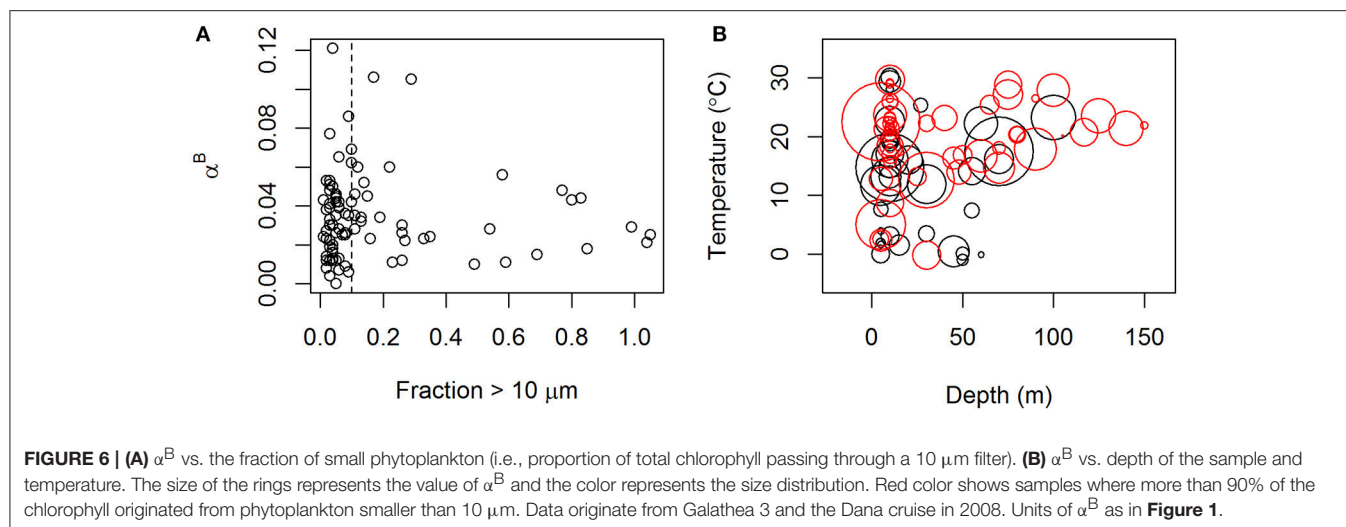 A
B
0.12
0.08
0.04
0.00
αB
0.0 0.2 0.4 0.6 0.8 1.0
Fraction > 10 μm
30
20
10
0
Temperature (°C)
0 50 100 150
Depth (m)
FIGURE 6 | (A) αB vs. the fraction of small phytoplankton (i.e., proportion of total chlorophyll passing through a 10 μm filter). (B) αB vs. depth of the sample and
temperature. The size of the rings represents the value of αB and the color represents the size distribution. Red color shows samples where more than 90% of the
chlorophyll originated from phytoplankton smaller than 10 μm. Data originate from Galathea 3 and the Dana cruise in 2008. Units of αB as in Figure 1.